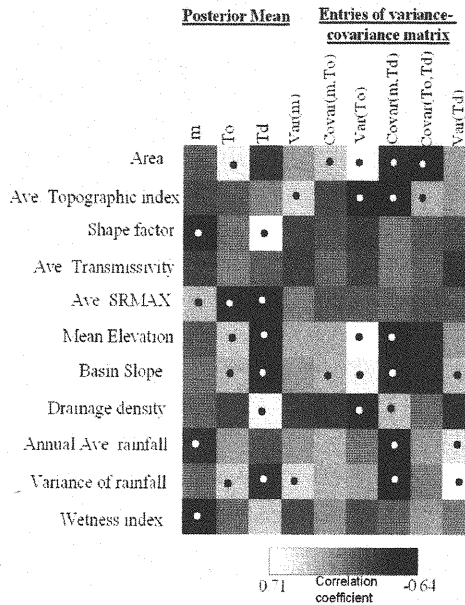 Posterior Mean
Entries of variance-
covariance matrix
m
To
Td
Var(m)
Covar(m,To)
Var(To)
Covar(m,Td)
Covar(To,Td)
Var(Td)
Area
Ave Topographic index
Shape factor
Ave Transmissivity
Ave SRMAX
Mean Elevation
Basin Slope
Drainage density
Annual Ave rainfall
Variance of rainfall
Wetness index
0.71
Correlation
coefficient
-0.64